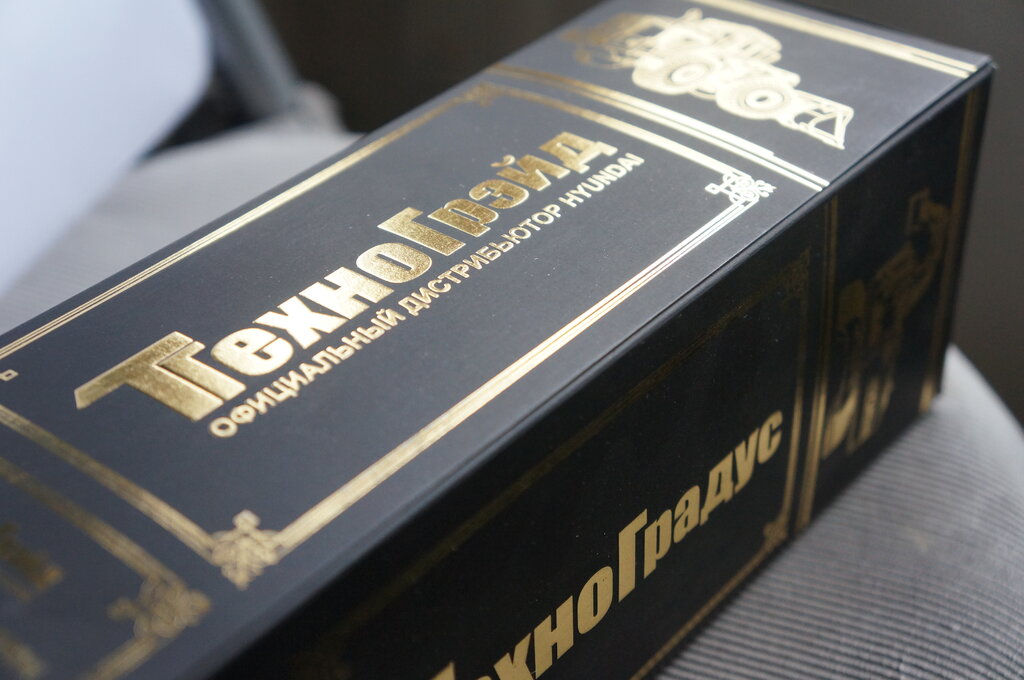 ТехноГрэйд
ОФИЦИАЛЬНЫЙ ДИСТРИБЬЮТОР HYUNDAI
ТехноГрадус